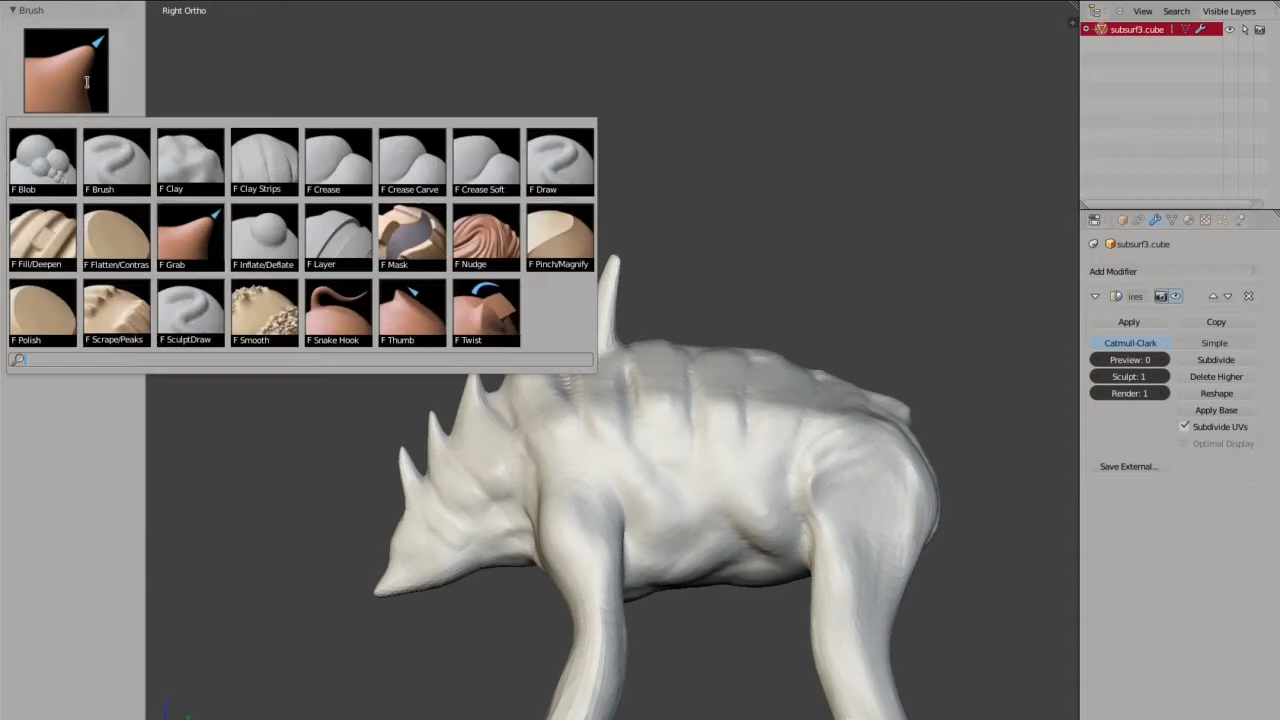 Brush
Right Ortho
View Search Visible Layers
subsurf3.cube
F Blob F Brush F Clay F Clay Strips F Crease F Crease Carve F Crease Soft F Draw
F Fill/Deepen F Flatten/Contras F Grab F Inflate/Deflate F Layer F Mask F Nudge F Pinch/Magnify
F Polish F Scrape/Peaks F SculptDraw F Smooth F Snake Hook F Thumb F Twist
subsurf3.cube
Add Modifier
ires
Apply Copy
Catmull-Clark Simple
Preview: 0 Subdivide
Sculpt: 1 Delete Higher
Render: 1 Reshape
Apply Base
Subdivide UVs
Optimal Display
Save External...